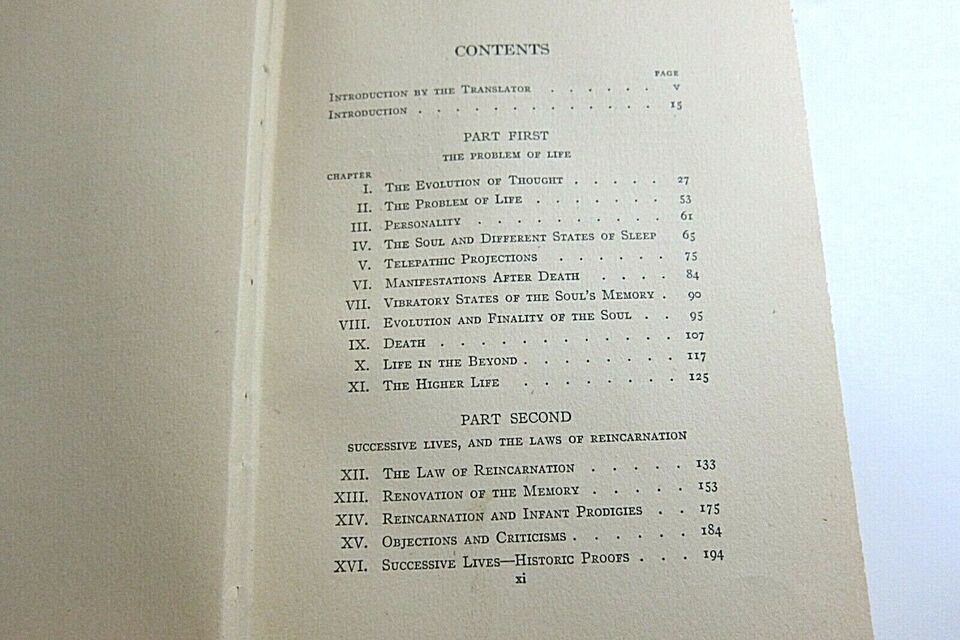 CONTENTS
PAGE
INTRODUCTION BY THE TRANSLATOR . . . . . . v
INTRODUCTION . . . . . . . . . . . . . 15
PART FIRST
THE PROBLEM OF LIFE
CHAPTER
I. THE EVOLUTION OF THOUGHT . . . . . 27
II. THE PROBLEM OF LIFE . . . . . . . 53
III. PERSONALITY . . . . . . . . . . 61
IV. THE SOUL AND DIFFERENT STATES OF SLEEP 65
V. TELEPATHIC PROJECTIONS . . . . . . 75
VI. MANIFESTATIONS AFTER DEATH . . . . 84
VII. VIBRATORY STATES OF THE SOUL'S MEMORY . 90
VIII. EVOLUTION AND FINALITY OF THE SOUL . . 95
IX. DEATH . . . . . . . . . . . . 107
X. LIFE IN THE BEYOND . . . . . . . . 117
XI. THE HIGHER LIFE . . . . . . . . 125
PART SECOND
SUCCESSIVE LIVES, AND THE LAWS OF REINCARNATION
XII. THE LAW OF REINCARNATION . . . . . 133
XIII. RENOVATION OF THE MEMORY . . . . . 153
XIV. REINCARNATION AND INFANT PRODIGIES . . 175
XV. OBJECTIONS AND CRITICISMS . . . . . . 184
XVI. SUCCESSIVE LIVES—HISTORIC PROOFS . . . 194
xi